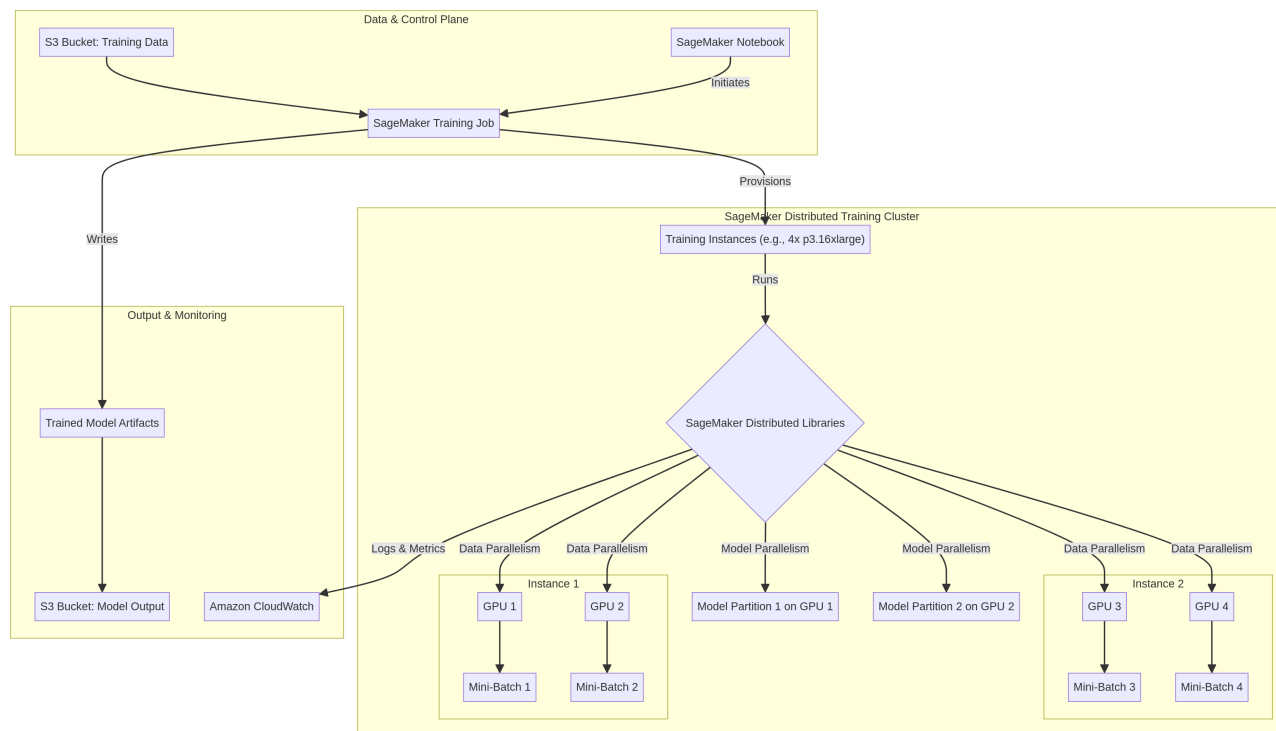 Data & Control Plane
S3 Bucket: Training Data
SageMaker Notebook
Initiates
SageMaker Training Job
Provisions
Writes
SageMaker Distributed Training Cluster
Training Instances (e.g., 4x p3.16xlarge)
Runs
Output & Monitoring
Trained Model Artifacts
SageMaker Distributed Libraries
Logs & Metrics
Data Parallelism
Data Parallelism
Model Parallelism
Model Parallelism
Data Parallelism
Data Parallelism
Instance 1
Instance 2
S3 Bucket: Model Output
Amazon CloudWatch
GPU 1
GPU 2
Model Partition 1 on GPU 1
Model Partition 2 on GPU 2
GPU 3
GPU 4
Mini-Batch 1
Mini-Batch 2
Mini-Batch 3
Mini-Batch 4